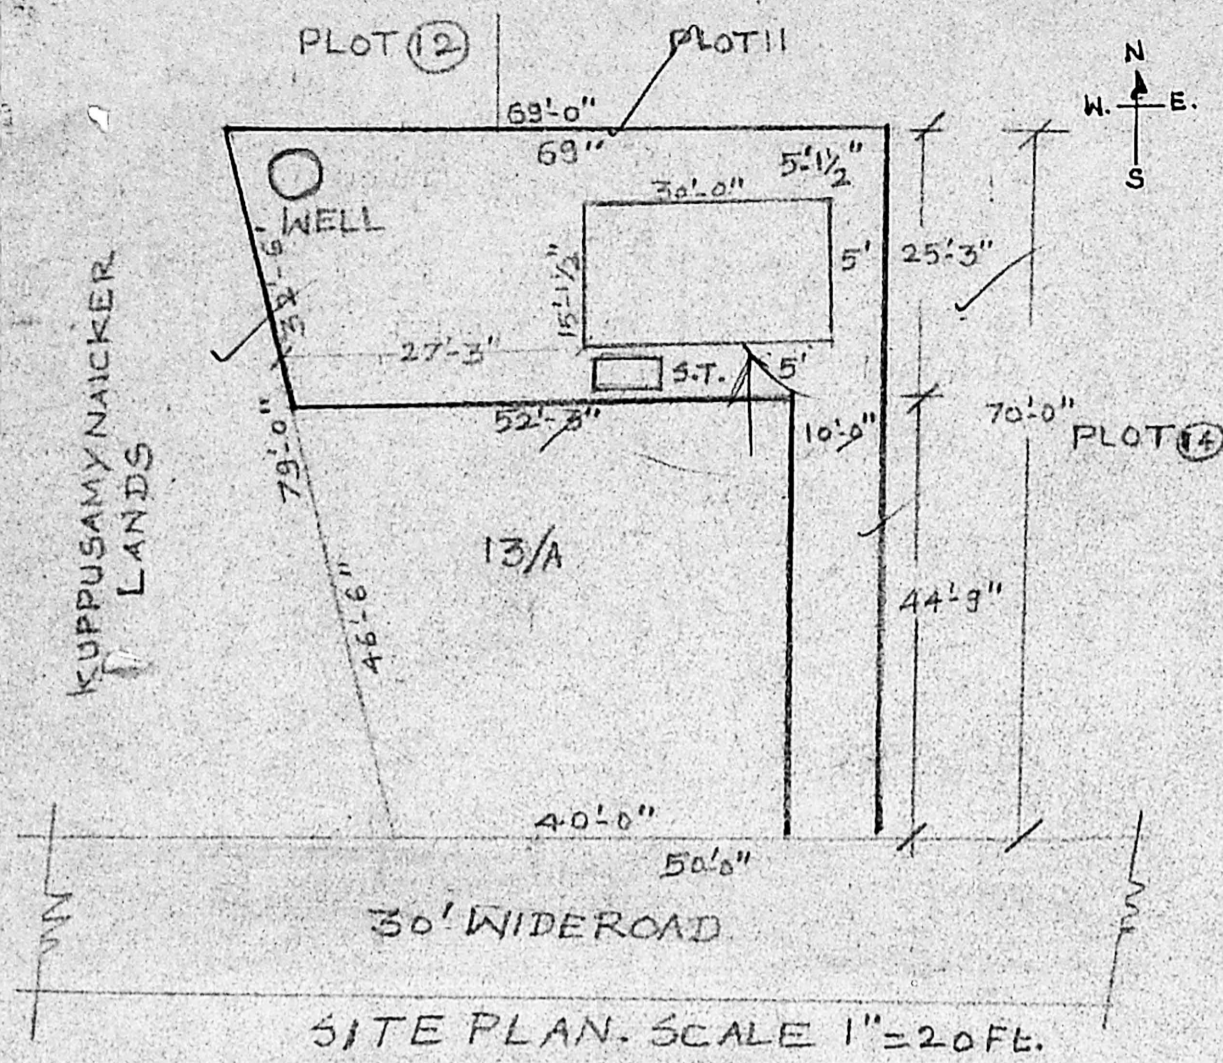 PLOT 12
PLOT 11
N
W. E.
S
69'-0"
69"
5'-1½"
30'-0"
WELL
32'-6'
15'-1½"
5'
25'-3"
27'-3"
S.T.
5'
52'-3"
10'-0"
70'-0"
PLOT 14
79'-0"
KUPPUSAMY NAICKER
LANDS
13/A
46'-6"
44'-9"
40'-0"
50'0"
30' WIDE ROAD
SITE PLAN. SCALE 1"=20 FT.